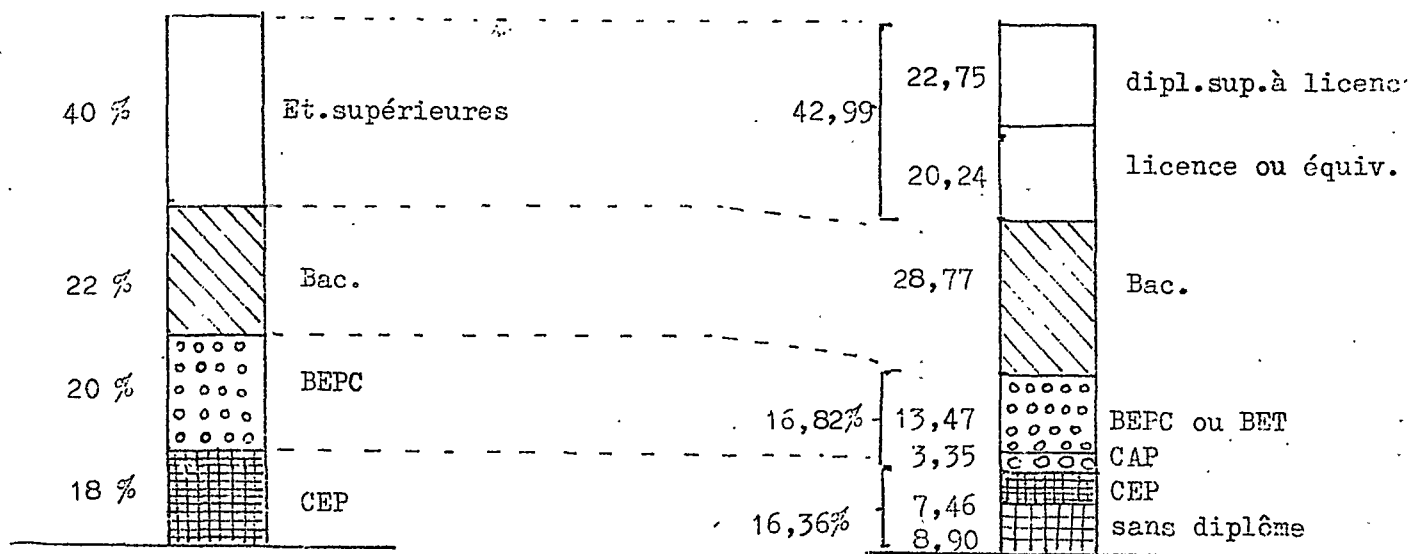 22,75 dipl.sup.à licenc
40 % Et.supérieures 42,99
20,24 licence ou équiv.
22 % Bac. 28,77 Bac.
20 % BEPC
16,82% 13,47 BEPC ou BET
3,35 CAP
18 % CEP 7,46 CEP
16,36% 8,90 sans diplôme